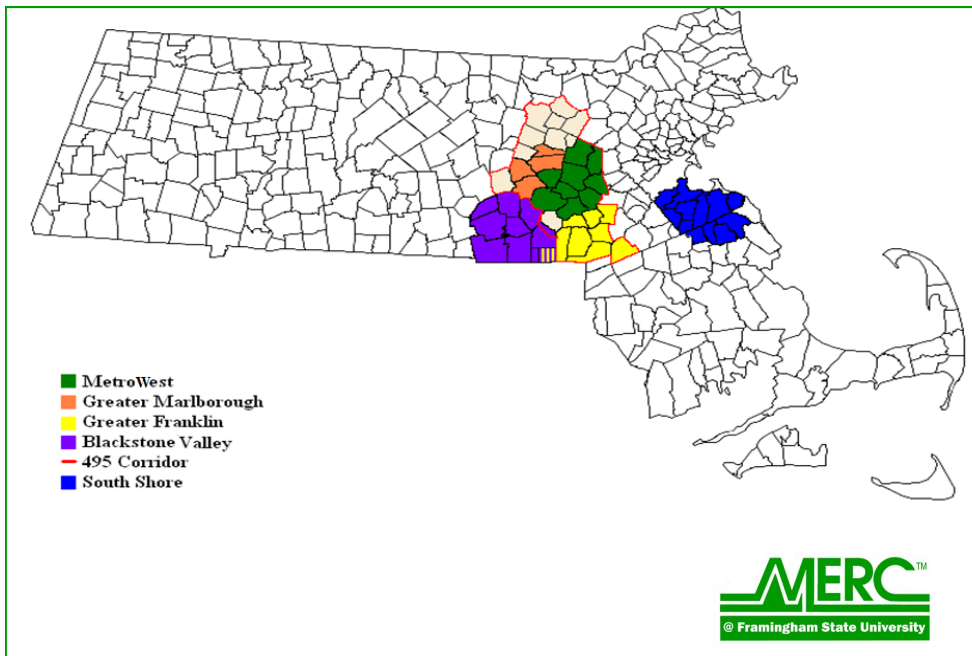 MetroWest
Greater Marlborough
Greater Franklin
Blackstone Valley
495 Corridor
South Shore
MERC™
@ Framingham State University